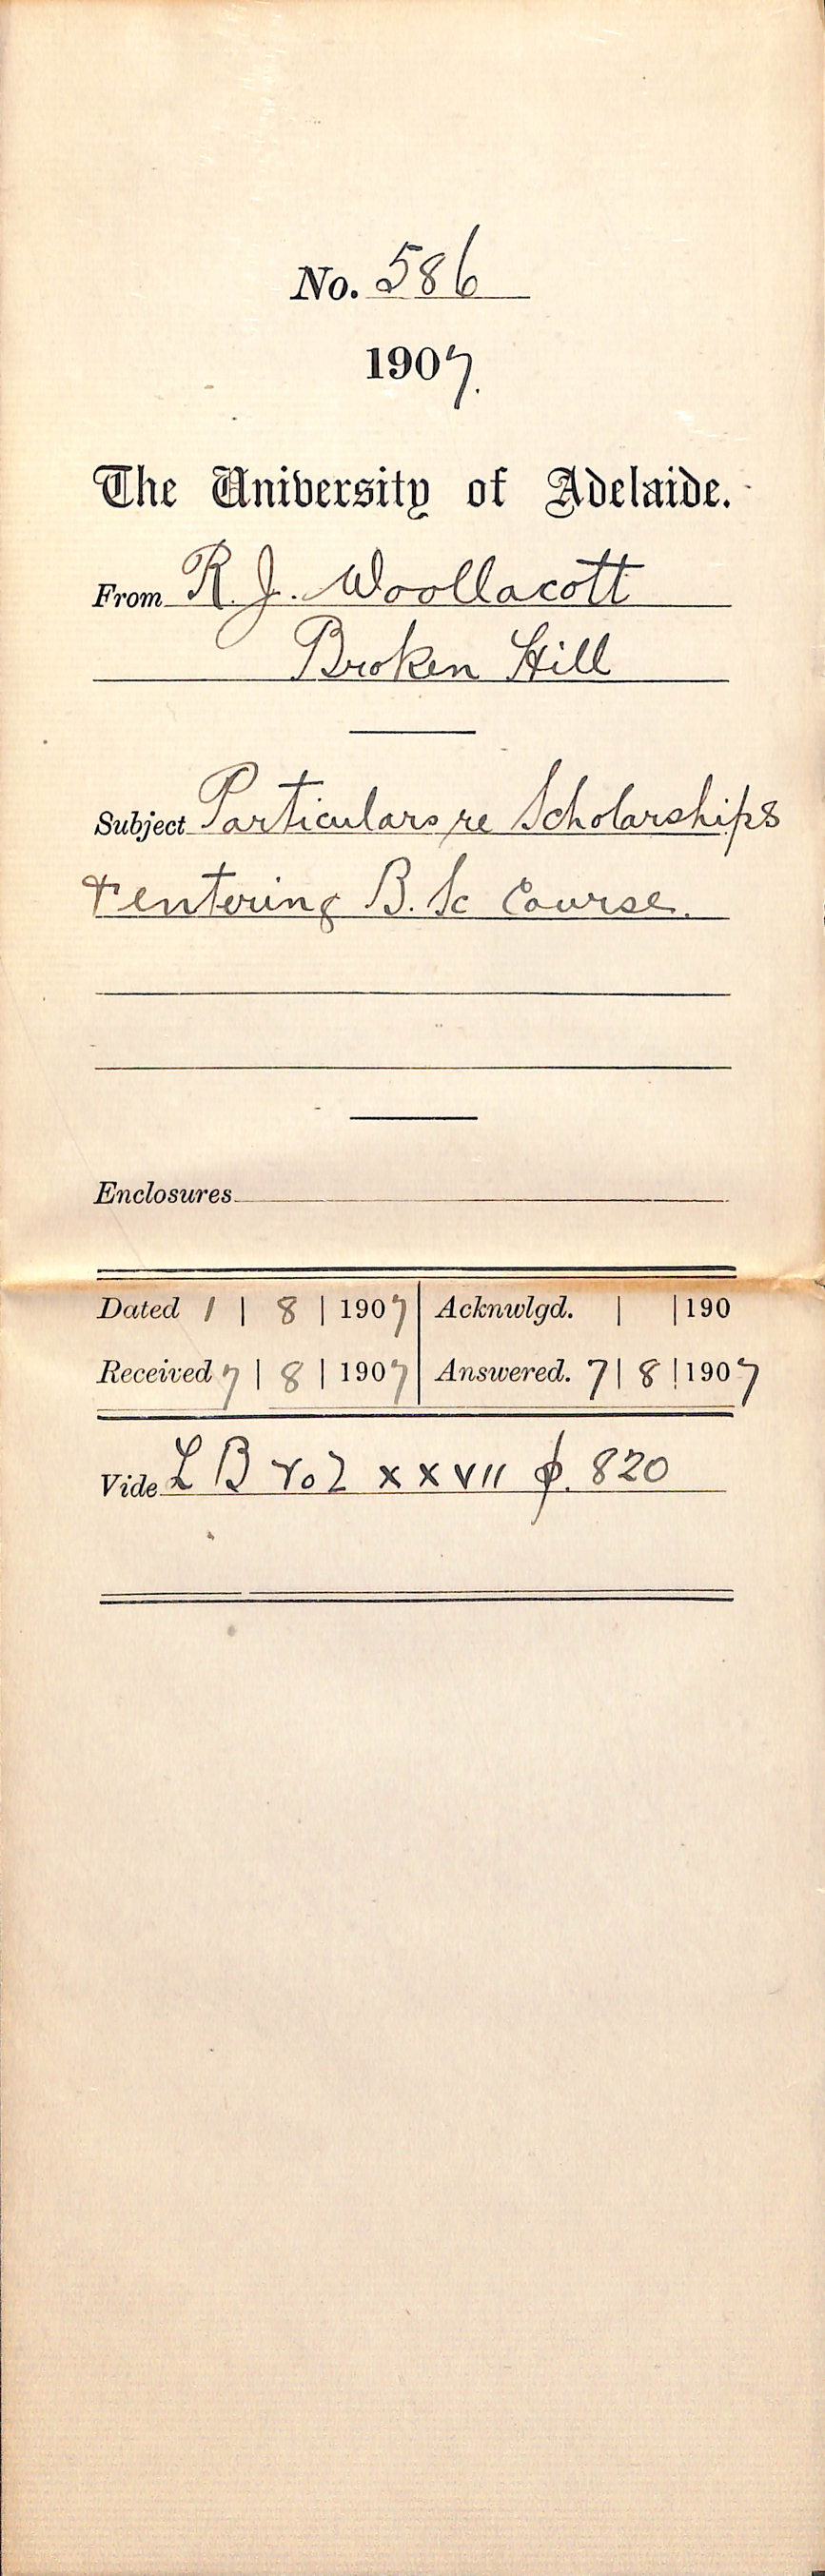 No. 586
1907.
The University of Adelaide.
From R. J. Woollacott
Broken Hill
Subject Particulars re Scholarships
& entering B. Sc Course.
Enclosures
Dated 1 | 8 | 1907 | Acknwlgd. | | 190
Received 7 | 8 | 1907 | Answered. 7 | 8 | 1907
Vide L B Vol xxvii p. 820